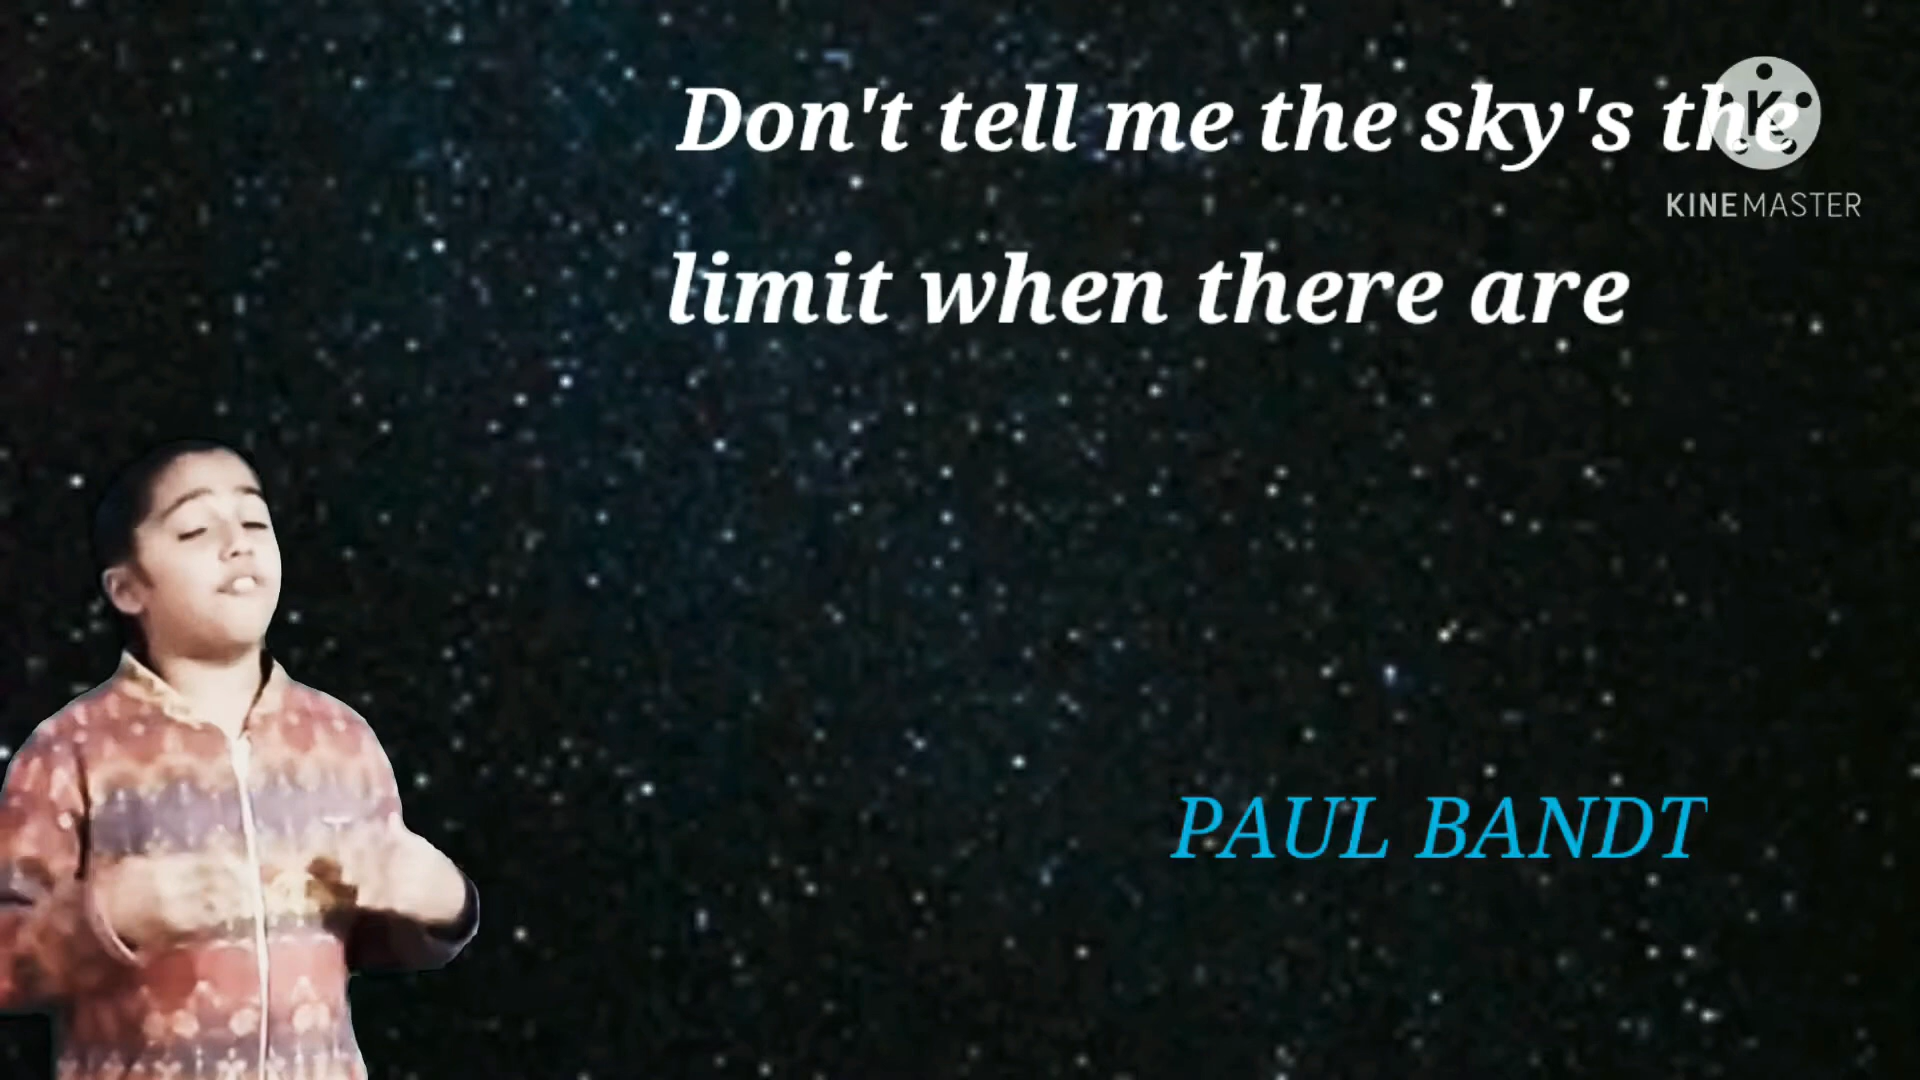 Don't tell me the sky's the
limit when there are
KINEMASTER
PAUL BANDT